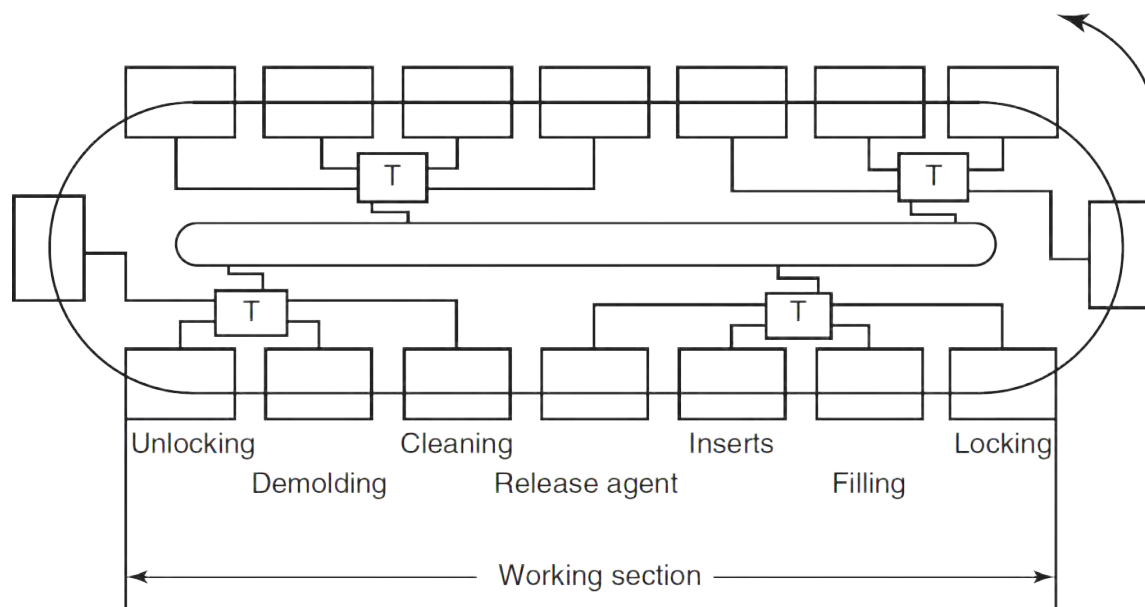 T
T
T
T
Unlocking
Cleaning
Inserts
Locking
Demolding
Release agent
Filling
Working section